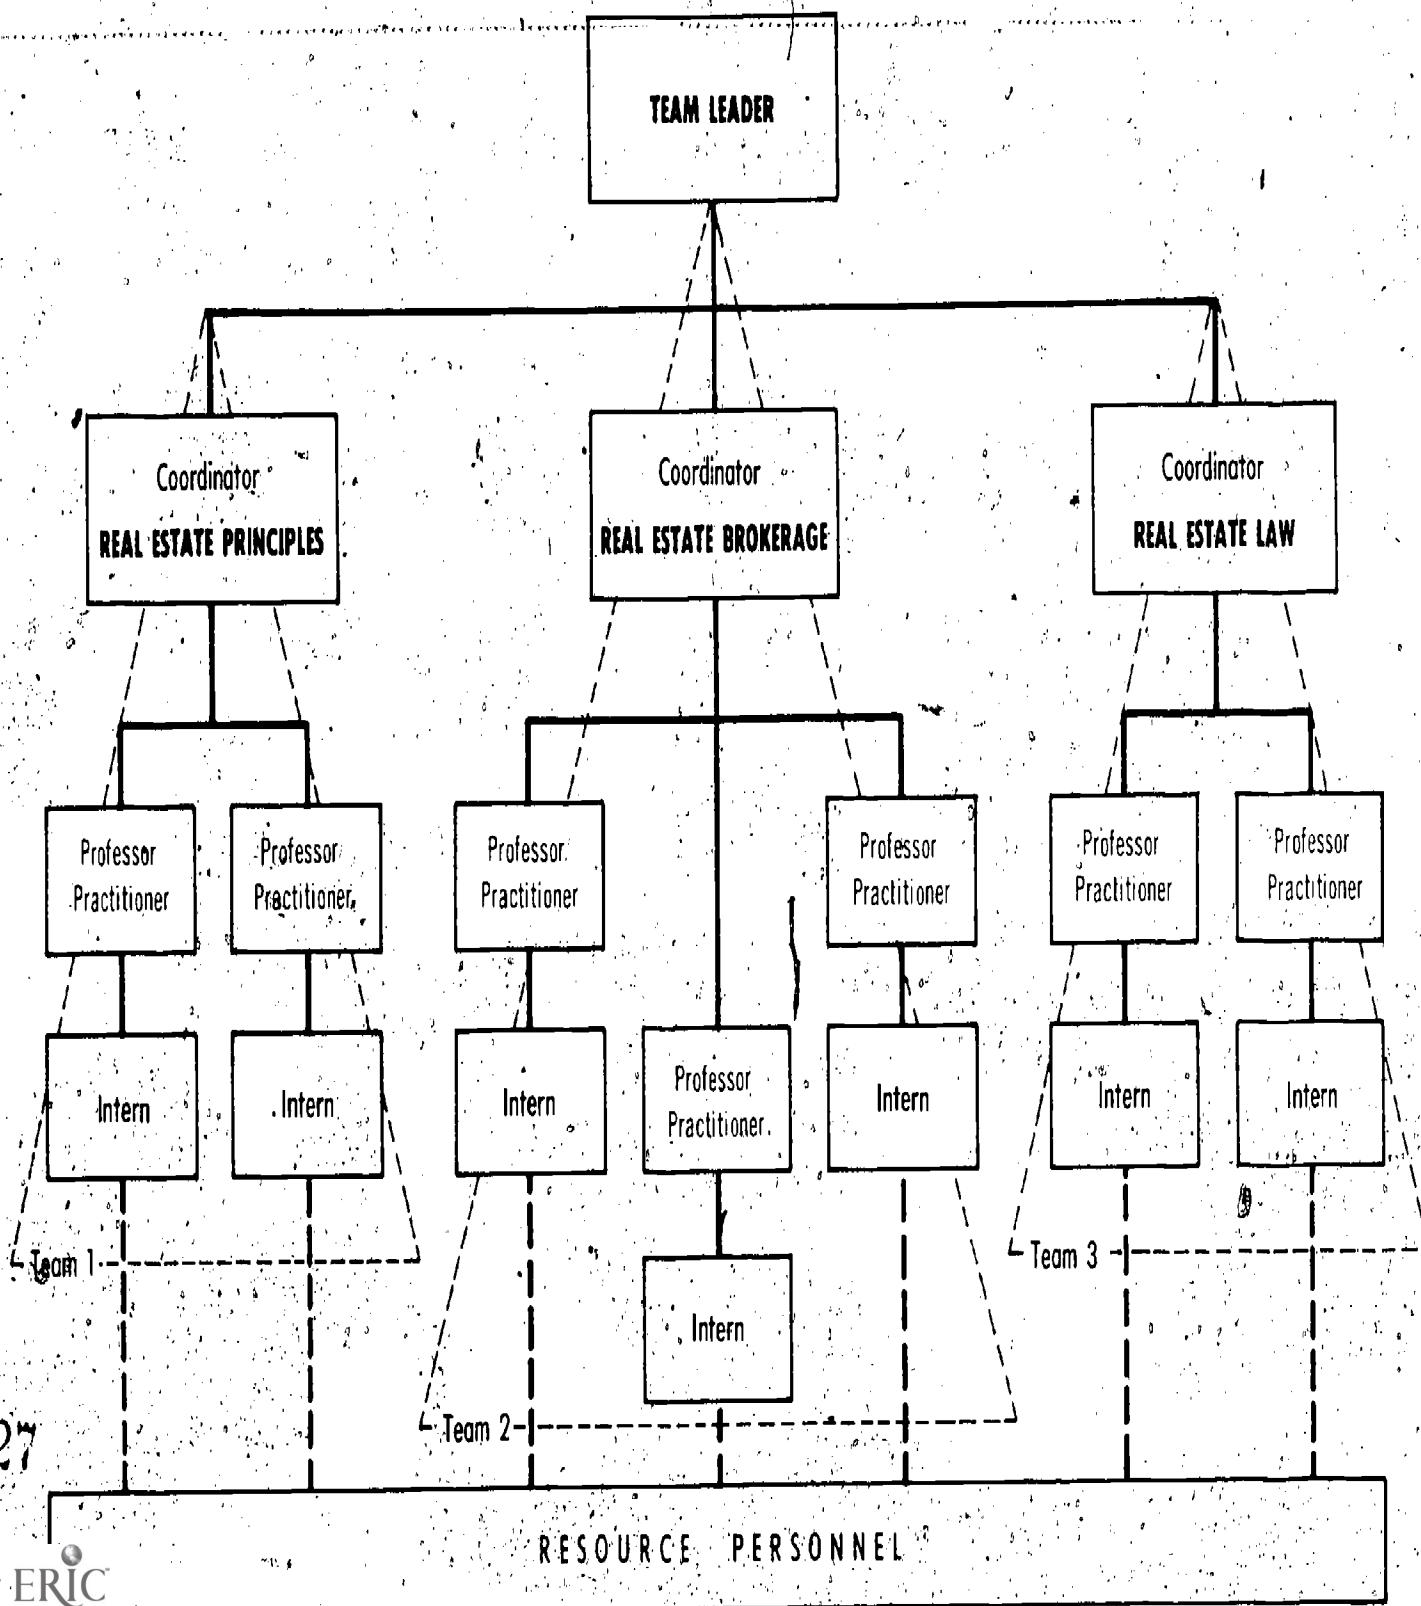 TEAM LEADER
Coordinator
REAL ESTATE PRINCIPLES
Coordinator
REAL ESTATE BROKERAGE
Coordinator
REAL ESTATE LAW
Professor
Practitioner
Professor
Practitioner
Professor
Practitioner
Professor
Practitioner
Professor
Practitioner
Professor
Practitioner
Intern
Intern
Intern
Professor
Practitioner
Intern
Intern
Intern
Team 1
Team 3
Intern
Team 2
27
RESOURCE PERSONNEL
ERIC